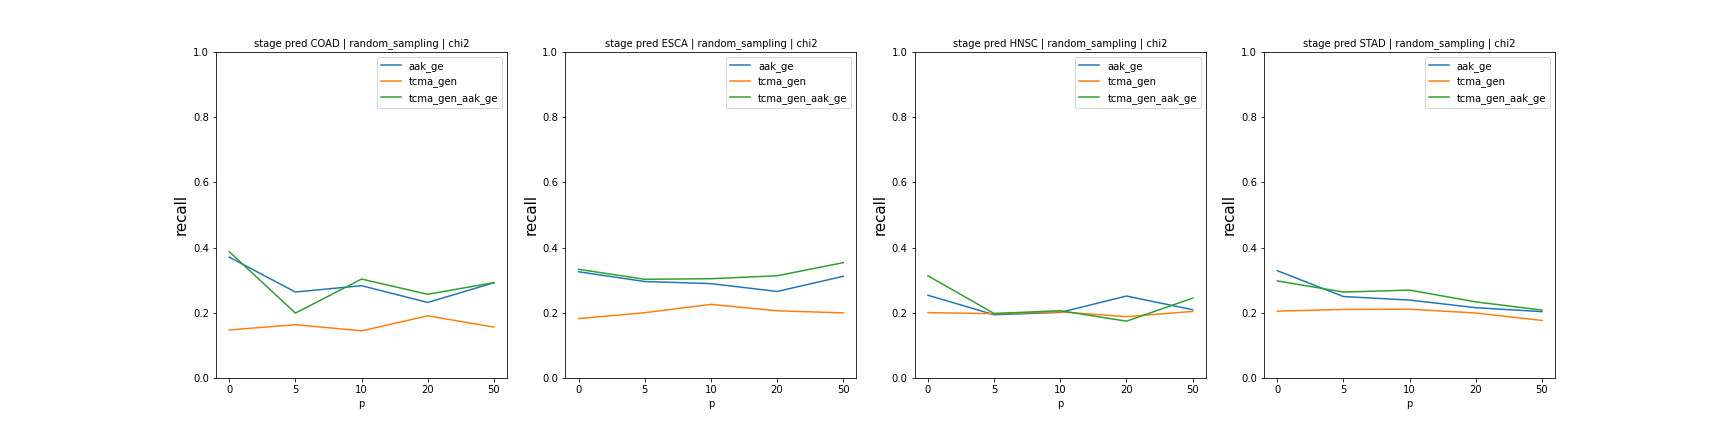 stage pred COAD | random_sampling | chi2
1.0
0.8
0.6
0.4
0.2
0.0
recall
aak_ge
tcma_gen
tcma_gen_aak_ge
0 5 10 20 50
p
stage pred ESCA | random_sampling | chi2
1.0
0.8
0.6
0.4
0.2
0.0
recall
aak_ge
tcma_gen
tcma_gen_aak_ge
0 5 10 20 50
p
stage pred HNSC | random_sampling | chi2
1.0
0.8
0.6
0.4
0.2
0.0
recall
aak_ge
tcma_gen
tcma_gen_aak_ge
0 5 10 20 50
p
stage pred STAD | random_sampling | chi2
1.0
0.8
0.6
0.4
0.2
0.0
recall
aak_ge
tcma_gen
tcma_gen_aak_ge
0 5 10 20 50
p